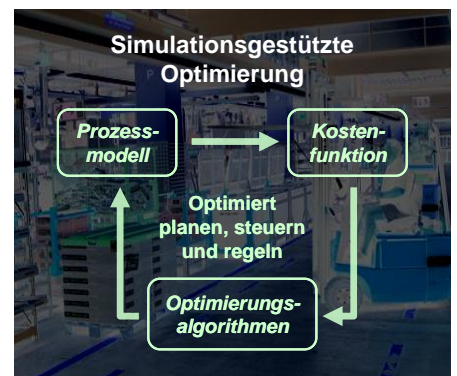 Simulationsgestützte
Optimierung
Prozess-
modell
Kosten-
funktion
Optimiert
planen, steuern
und regeln
Optimierungs-
algorithmen